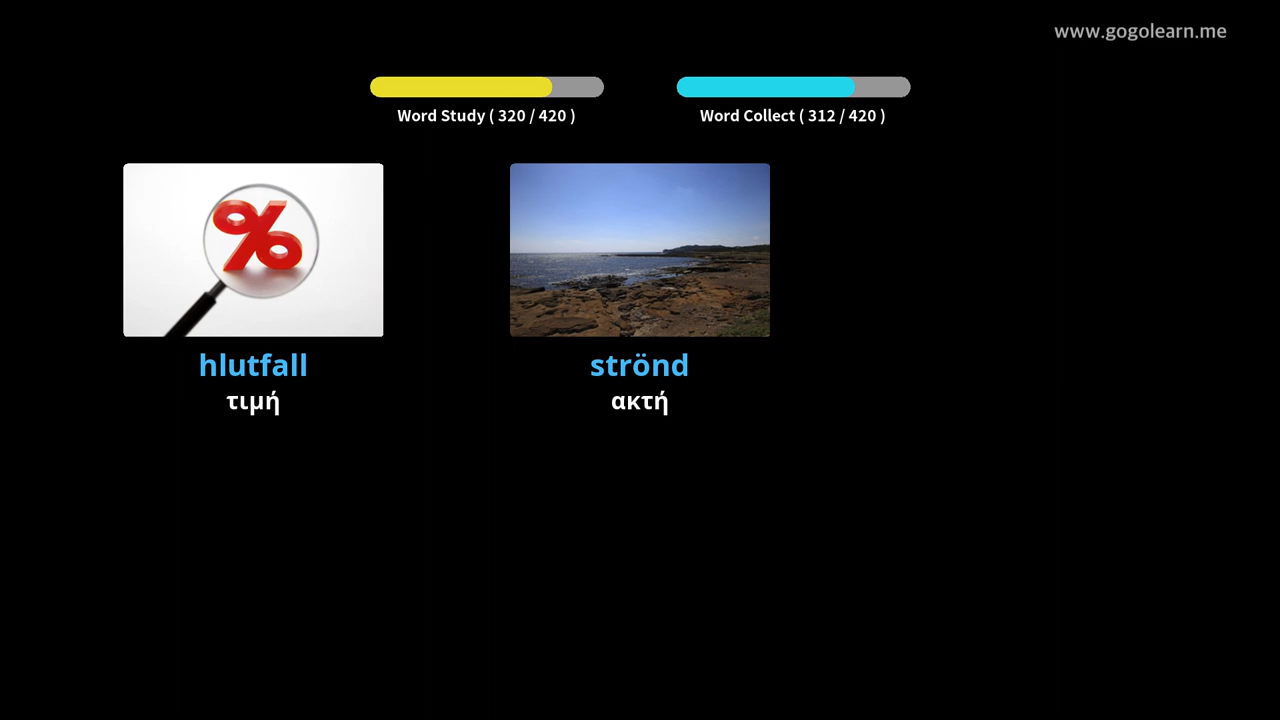 www.gogolearn.me
Word Study ( 320 / 420 )
Word Collect ( 312 / 420 )
%
hlutfall
τιμή
strönd
ακτή